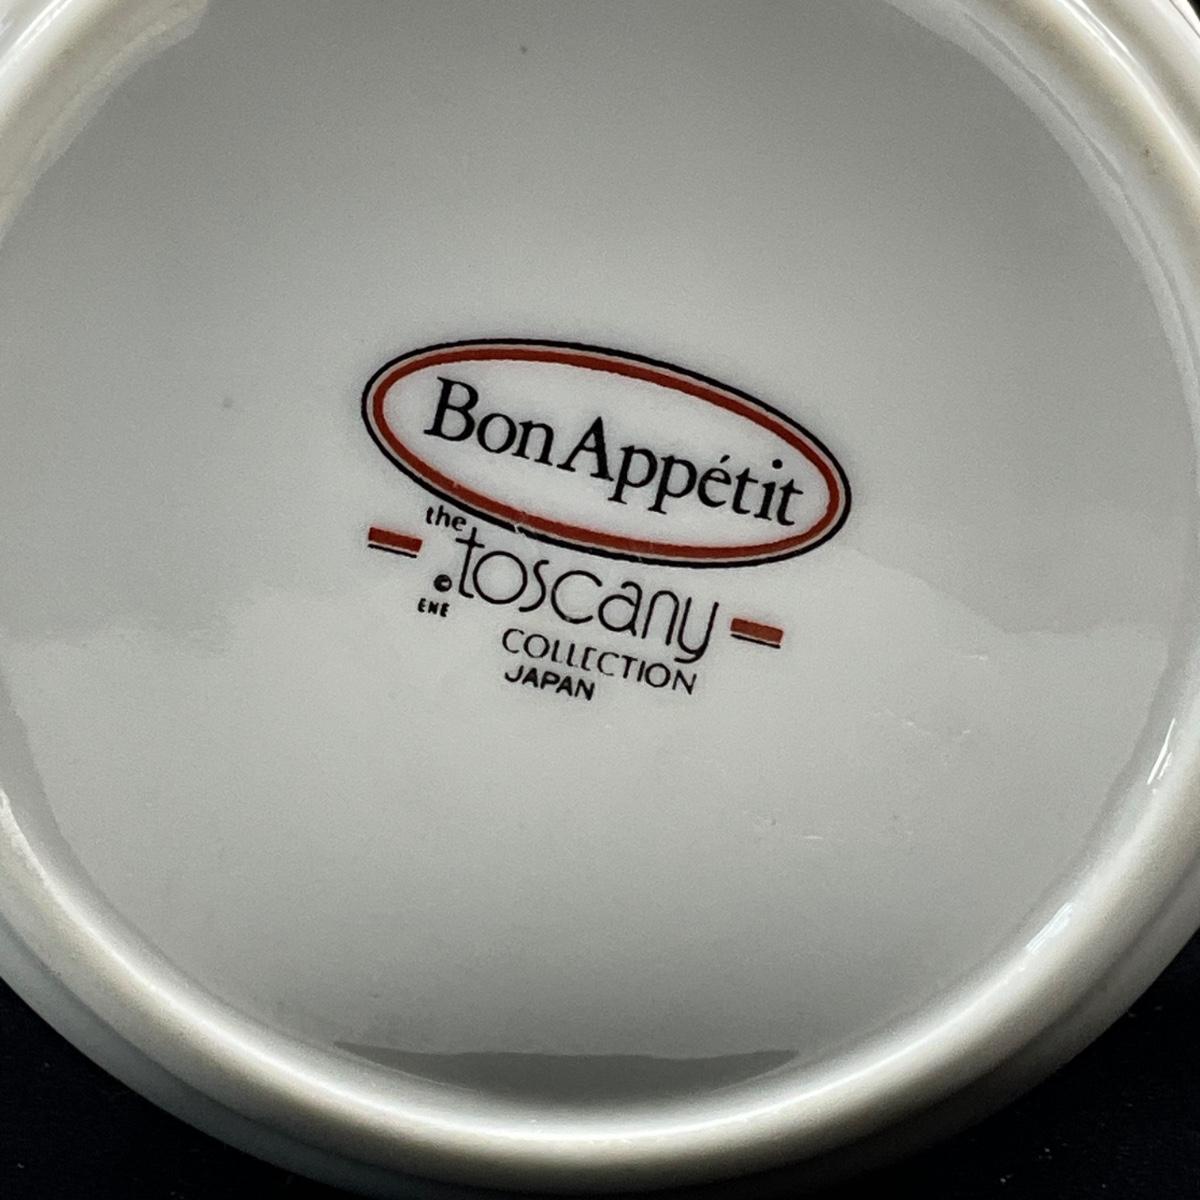 Bon Appétit
the
toscany
©
ENE
COLLECTION
JAPAN